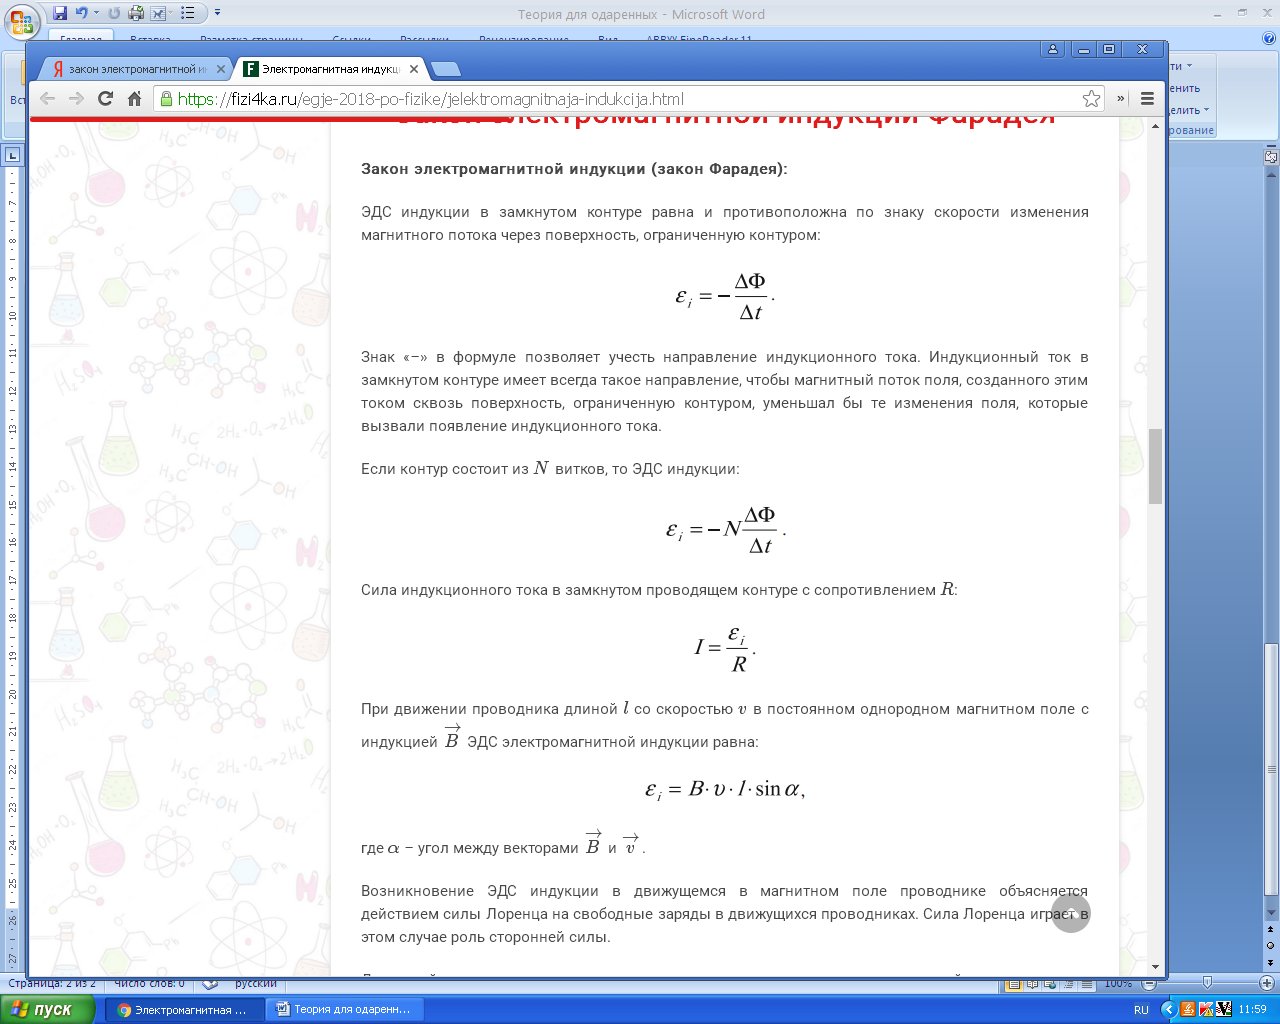 Теория для одаренных - Microsoft Word
закон электромагнитной ин
Электромагнитная индукц
https://fizi4ka.ru/egje-2018-po-fizike/jelektromagnitnaja-indukcija.html
Закон электромагнитной индукции Фарадея
Закон электромагнитной индукции (закон Фарадея):
ЭДС индукции в замкнутом контуре равна и противоположна по знаку скорости изменения
магнитного потока через поверхность, ограниченную контуром:
ε i = − ΔΦ / Δt .
Знак «–» в формуле позволяет учесть направление индукционного тока. Индукционный ток в
замкнутом контуре имеет всегда такое направление, чтобы магнитный поток поля, созданного этим
током сквозь поверхность, ограниченную контуром, уменьшал бы те изменения поля, которые
вызвали появление индукционного тока.
Если контур состоит из N витков, то ЭДС индукции:
ε i = − N ΔΦ / Δt .
Сила индукционного тока в замкнутом проводящем контуре с сопротивлением R:
I = ε i / R .
При движении проводника длиной l со скоростью v в постоянном однородном магнитном поле с
индукцией B⃗ ЭДС электромагнитной индукции равна:
ε i = B · υ · l · sin α,
где α – угол между векторами B⃗ и v⃗ .
Возникновение ЭДС индукции в движущемся в магнитном поле проводнике объясняется
действием силы Лоренца на свободные заряды в движущихся проводниках. Сила Лоренца играет в
этом случае роль сторонней силы.
Страница: 2 из 2
Число слов: 0
русский
100%
пуск
Электромагнитная ...
Теория для одаренн...
RU
11:59